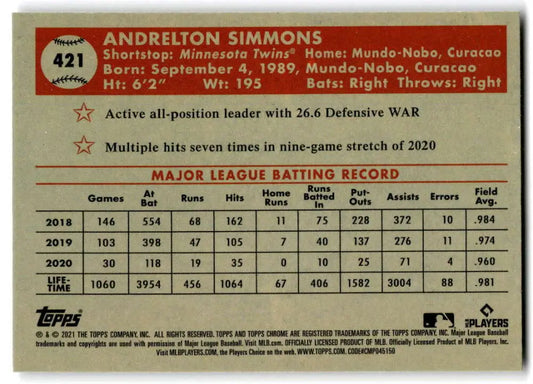 421
ANDRELTON SIMMONS
Shortstop: Minnesota Twins® Home: Mundo-Nobo, Curacao
Born: September 4, 1989, Mundo-Nobo, Curacao
Ht: 6'2" Wt: 195 Bats: Right Throws: Right
Active all-position leader with 26.6 Defensive WAR
Multiple hits seven times in nine-game stretch of 2020
MAJOR LEAGUE BATTING RECORD
Games At Bat Runs Hits Home Runs Runs Batted In Put-Outs Assists Errors Field Avg.
2018 146 554 68 162 11 75 228 372 10 .984
2019 103 398 47 105 7 40 137 276 11 .974
2020 30 118 19 35 0 10 42 71 4 .960
LIFE-TIME 1060 3954 456 1064 67 406 1582 3004 88 .981
Topps
MLB PLAYERS
® & © 2021 THE TOPPS COMPANY, INC. ALL RIGHTS RESERVED. TOPPS AND TOPPS CHROME ARE REGISTERED TRADEMARKS OF THE TOPPS COMPANY, INC. Major League Baseball
trademarks and copyrights are used with permission of Major League Baseball. Visit MLB.com. OFFICIALLY LICENSED PRODUCT OF MLB. Officially Licensed Product of MLB Players, Inc.
Visit MLBPLAYERS.com, the Players Choice on the web. WWW.TOPPS.COM. CODE#CMP045150